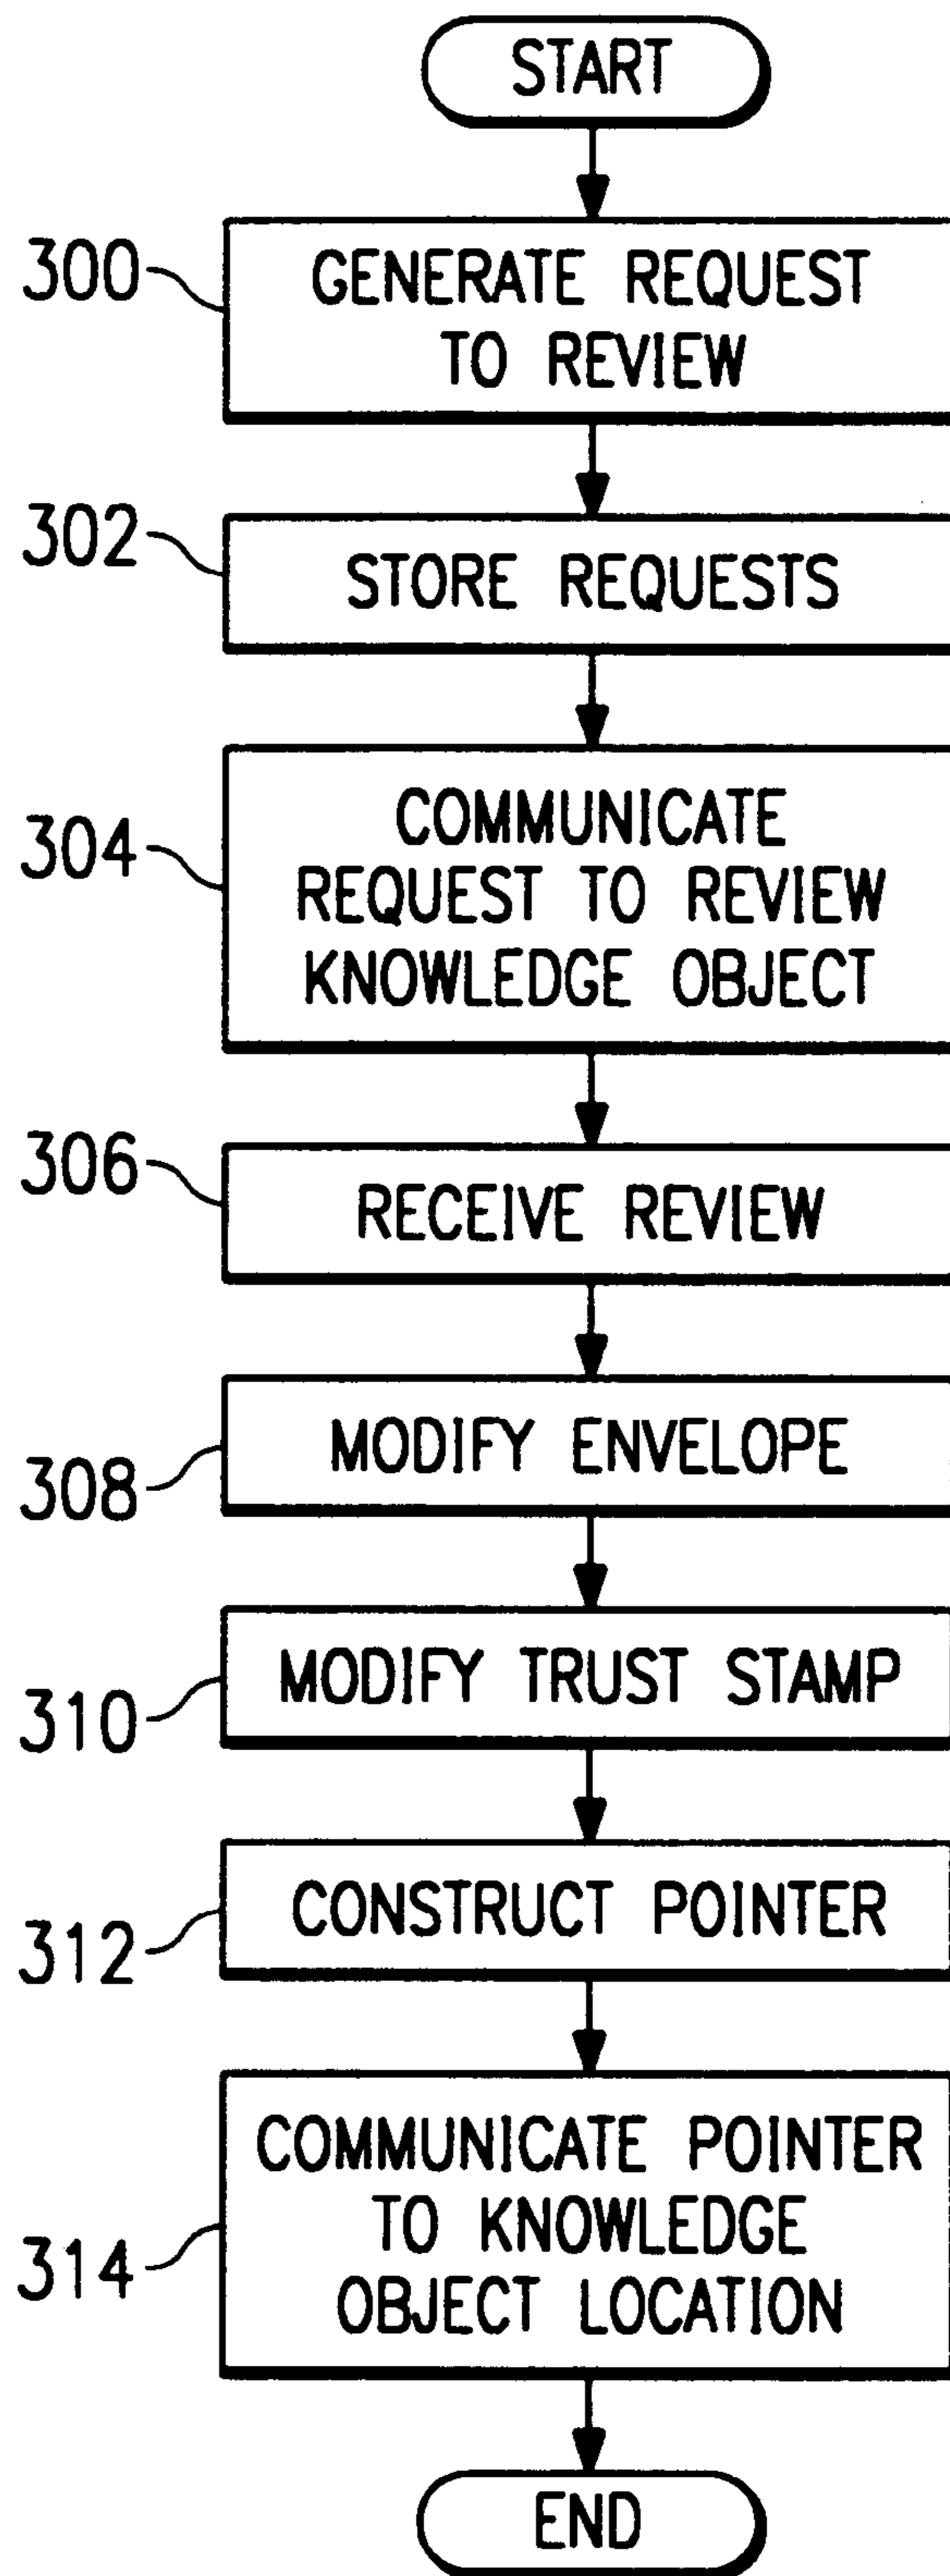 START
300
GENERATE REQUEST
TO REVIEW
302
STORE REQUESTS
304
COMMUNICATE
REQUEST TO REVIEW
KNOWLEDGE OBJECT
306
RECEIVE REVIEW
308
MODIFY ENVELOPE
310
MODIFY TRUST STAMP
312
CONSTRUCT POINTER
314
COMMUNICATE POINTER
TO KNOWLEDGE
OBJECT LOCATION
END